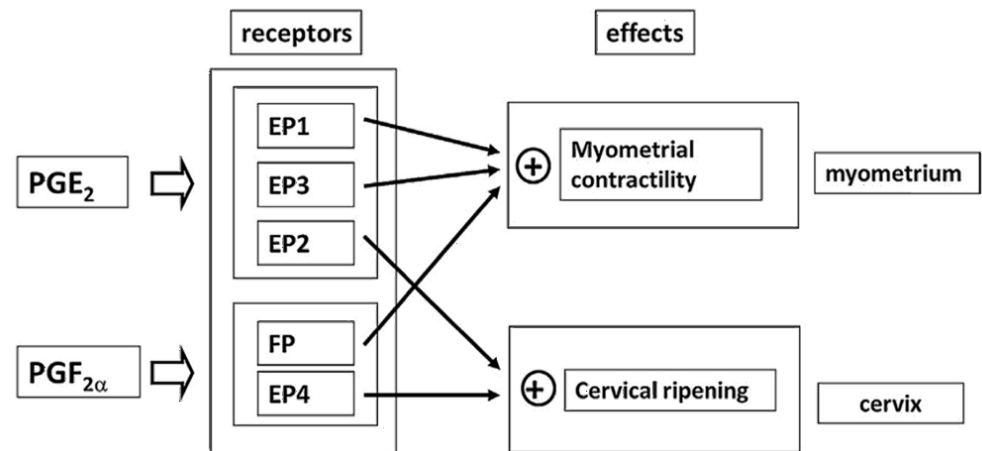 receptors
effects
PGE₂
EP1
EP3
EP2
+
Myometrial
contractility
myometrium
PGF₂α
FP
EP4
+
Cervical ripening
cervix